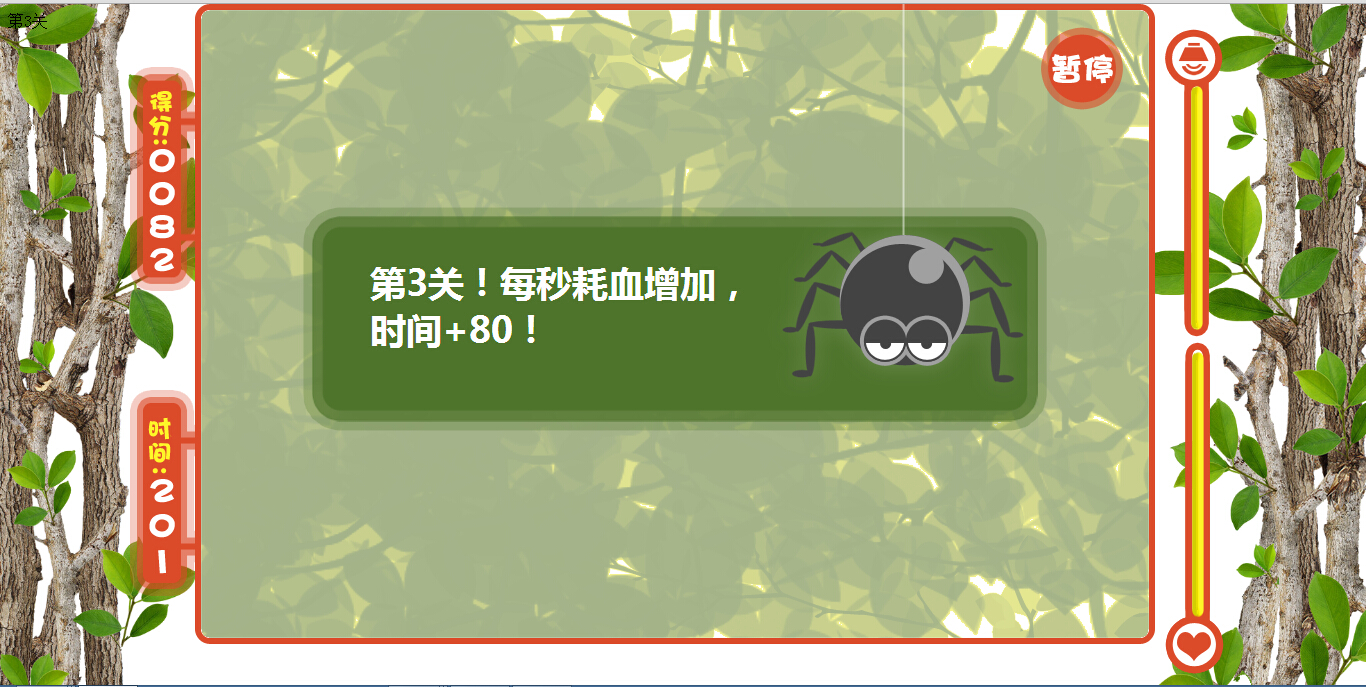 第3关
得分:0082
暂停
第3关！每秒耗血增加，
时间+80！
时间:201